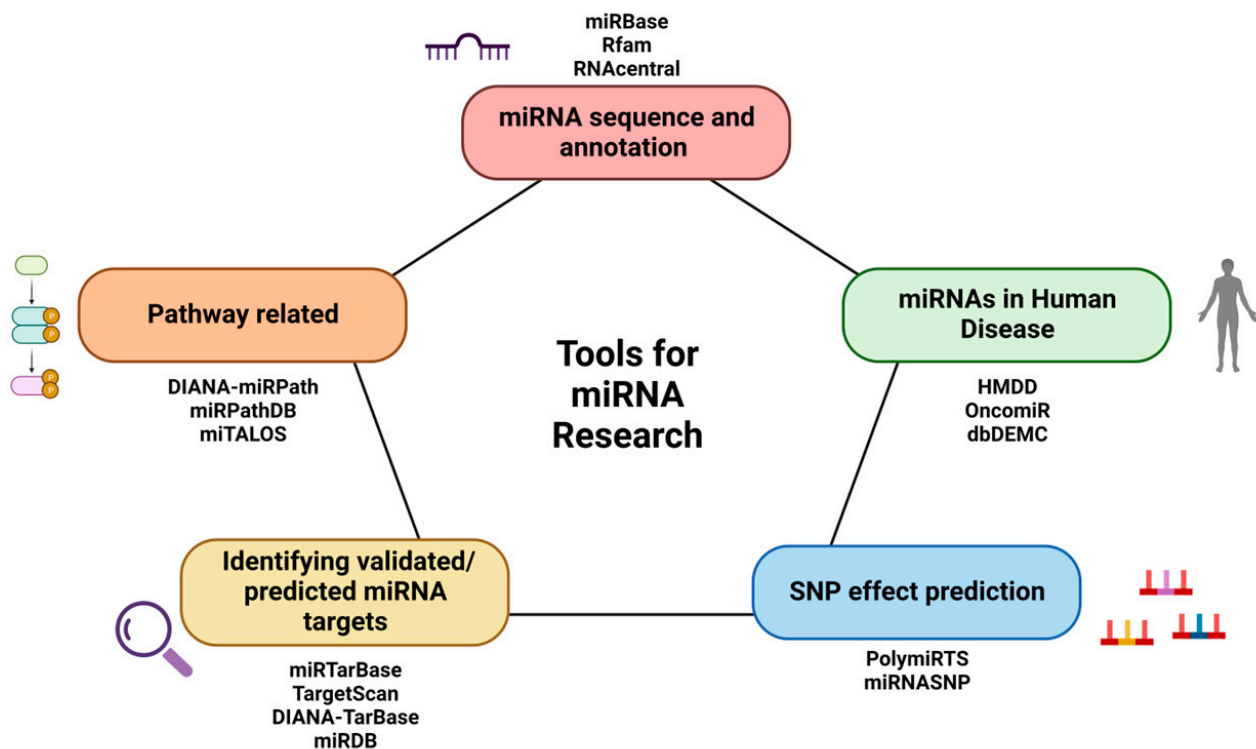 miRBase
Rfam
RNAcentral
miRNA sequence and
annotation
Pathway related
P
P
P
P
DIANA-miRPath
miRPathDB
miTALOS
miRNAs in Human
Disease
HMDD
OncomiR
dbDEMC
Tools for
miRNA
Research
Identifying validated/
predicted miRNA
targets
miRTarBase
TargetScan
DIANA-TarBase
miRDB
SNP effect prediction
PolymiRTS
miRNASNP